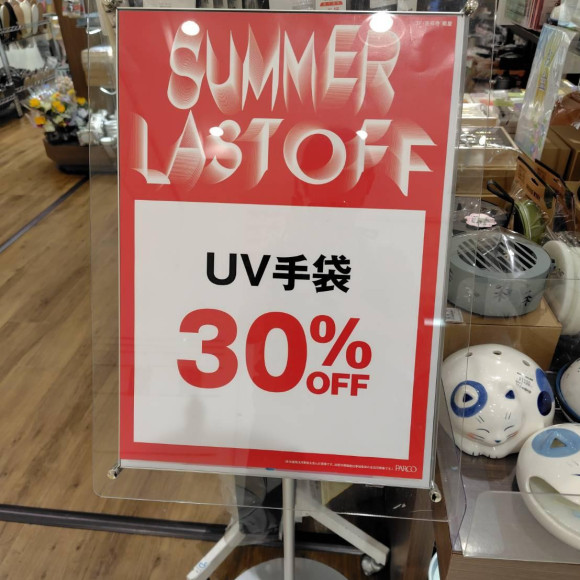 SUMMER
LAST OFF
UV手袋
30%
OFF
PARCO